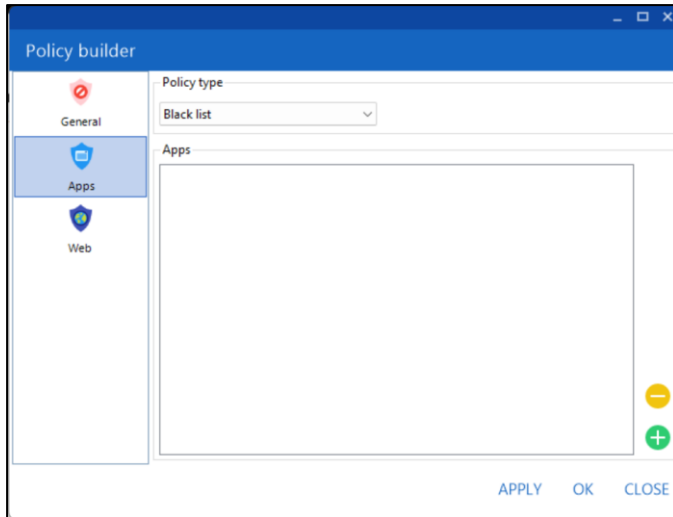 Policy builder
General
Apps
Web
Policy type
Black list
Apps
APPLY OK CLOSE